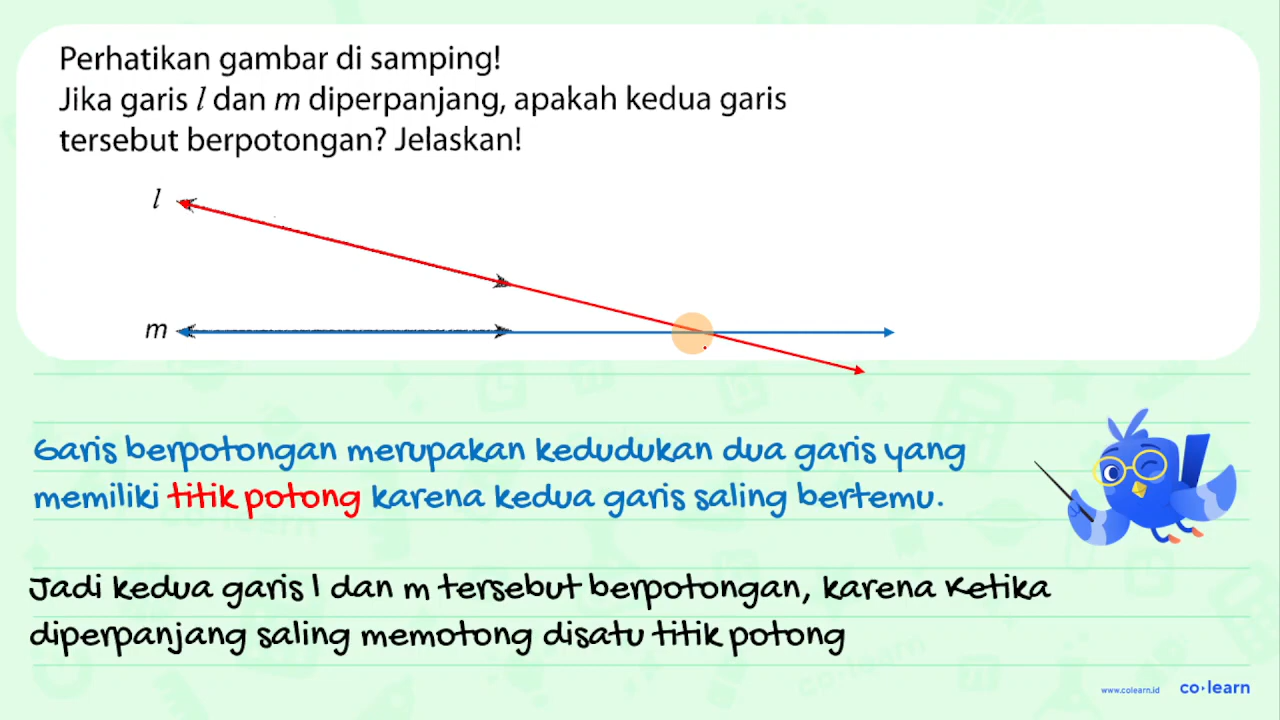 Perhatikan gambar di samping!
Jika garis l dan m diperpanjang, apakah kedua garis
tersebut berpotongan? Jelaskan!
l
m
Garis berpotongan merupakan kedudukan dua garis yang
memiliki titik potong karena kedua garis saling bertemu.
Jadi kedua garis l dan m tersebut berpotongan, karena Ketika
diperpanjang saling memotong disatu titik potong
www.colearn.id co·learn